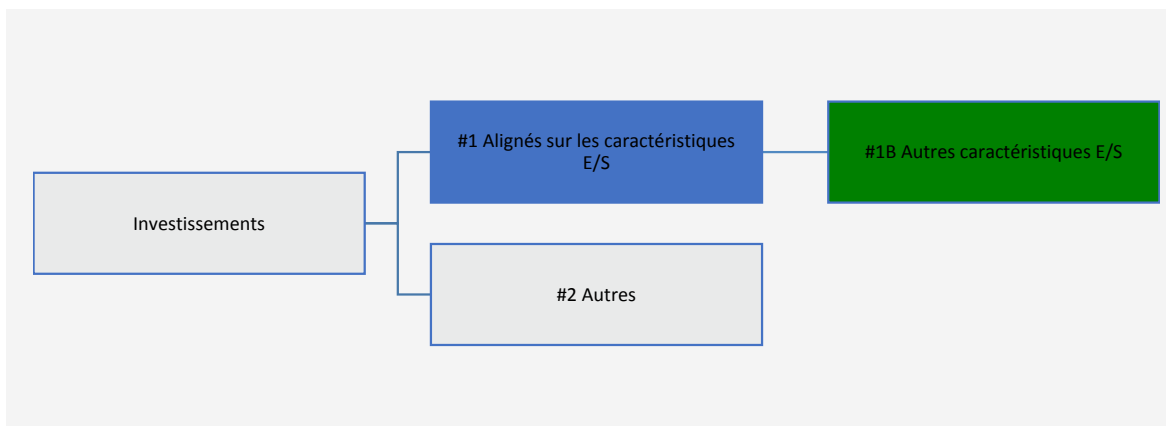 #1 Alignés sur les caractéristiques
E/S
#1B Autres caractéristiques E/S
Investissements
#2 Autres